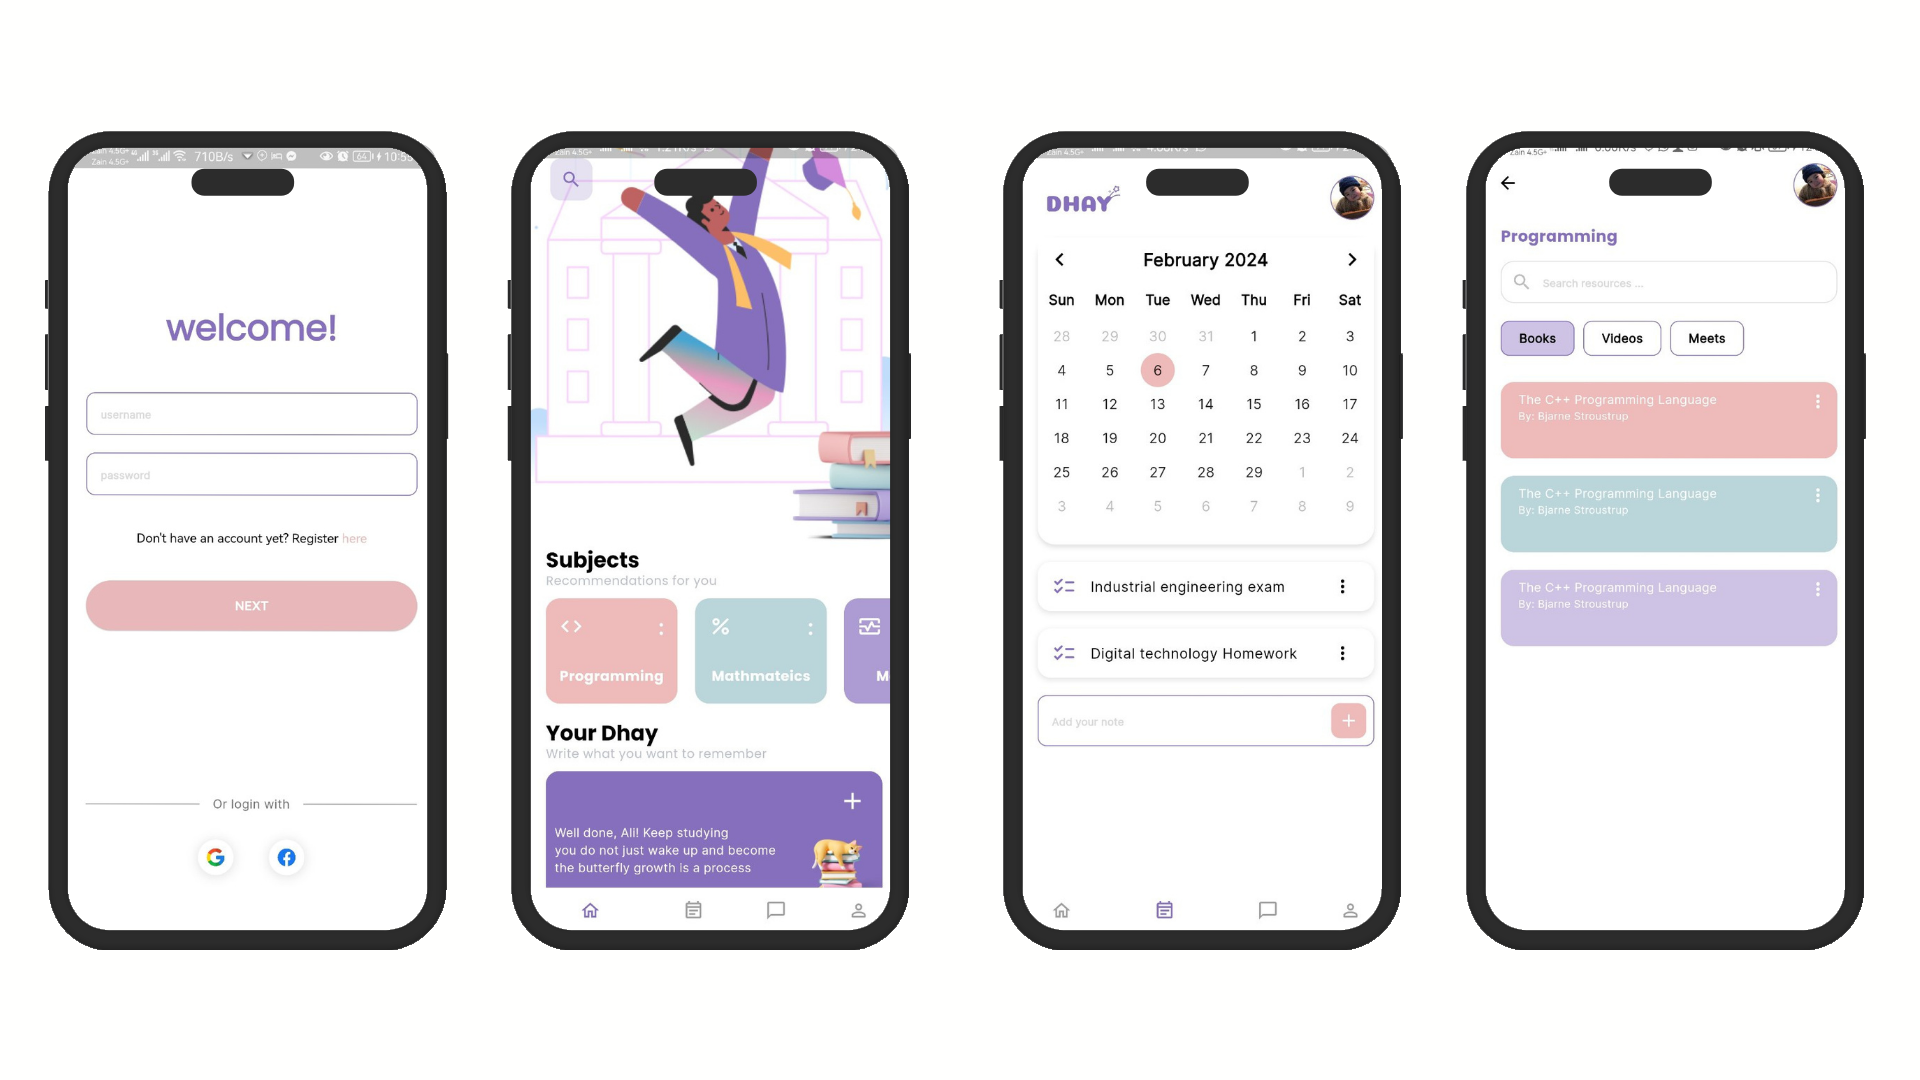 Zain 4.5G+
710B/s
64
welcome!
username
password
Don't have an account yet? Register here
NEXT
Or login with
Subjects
Recommendations for you
Programming
Mathmateics
M
Your Dhay
Write what you want to remember
Well done, Ali! Keep studying
you do not just wake up and become
the butterfly growth is a process
DHAY
February 2024
Sun Mon Tue Wed Thu Fri Sat
28 29 30 31 1 2 3
4 5 6 7 8 9 10
11 12 13 14 15 16 17
18 19 20 21 22 23 24
25 26 27 28 29 1 2
3 4 5 6 7 8 9
Industrial engineering exam
Digital technology Homework
Add your note
Zain 4.5G+
Programming
Search resources ...
Books Videos Meets
The C++ Programming Language
By: Bjarne Stroustrup
The C++ Programming Language
By: Bjarne Stroustrup
The C++ Programming Language
By: Bjarne Stroustrup